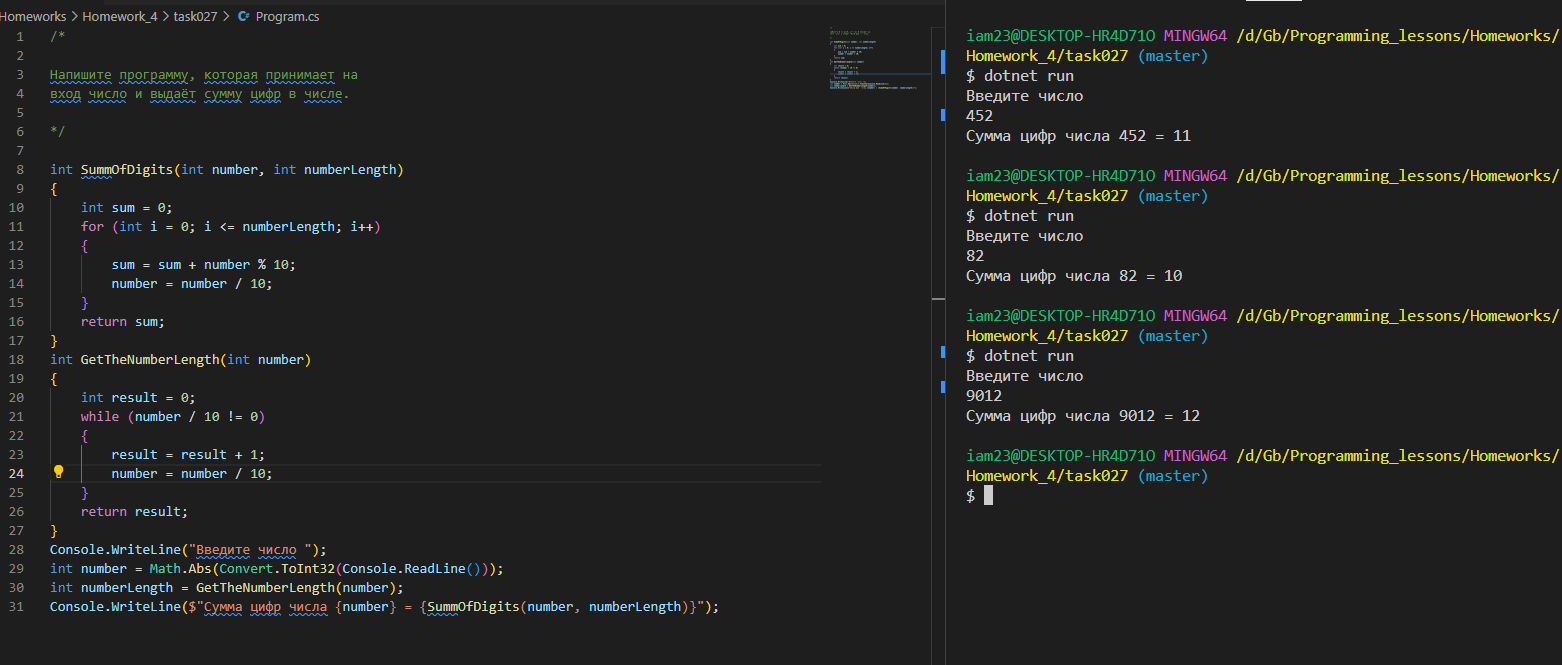 Homeworks > Homework_4 > task027 > C# Program.cs
1 /*
2
3 Напишите программу, которая принимает на
4 вход число и выдаёт сумму цифр в числе.
5
6 */
7
8 int SummOfDigits(int number, int numberLength)
9 {
10 int sum = 0;
11 for (int i = 0; i <= numberLength; i++)
12 {
13 sum = sum + number % 10;
14 number = number / 10;
15 }
16 return sum;
17 }
18 int GetTheNumberLength(int number)
19 {
20 int result = 0;
21 while (number / 10 != 0)
22 {
23 result = result + 1;
24 number = number / 10;
25 }
26 return result;
27 }
28 Console.WriteLine("Введите число ");
29 int number = Math.Abs(Convert.ToInt32(Console.ReadLine()));
30 int numberLength = GetTheNumberLength(number);
31 Console.WriteLine($"Сумма цифр числа {number} = {SummOfDigits(number, numberLength)}");
iam23@DESKTOP-HR4D71O MINGW64 /d/Gb/Programming_lessons/Homeworks/
Homework_4/task027 (master)
$ dotnet run
Введите число
452
Сумма цифр числа 452 = 11
iam23@DESKTOP-HR4D71O MINGW64 /d/Gb/Programming_lessons/Homeworks/
Homework_4/task027 (master)
$ dotnet run
Введите число
82
Сумма цифр числа 82 = 10
iam23@DESKTOP-HR4D71O MINGW64 /d/Gb/Programming_lessons/Homeworks/
Homework_4/task027 (master)
$ dotnet run
Введите число
9012
Сумма цифр числа 9012 = 12
iam23@DESKTOP-HR4D71O MINGW64 /d/Gb/Programming_lessons/Homeworks/
Homework_4/task027 (master)
$